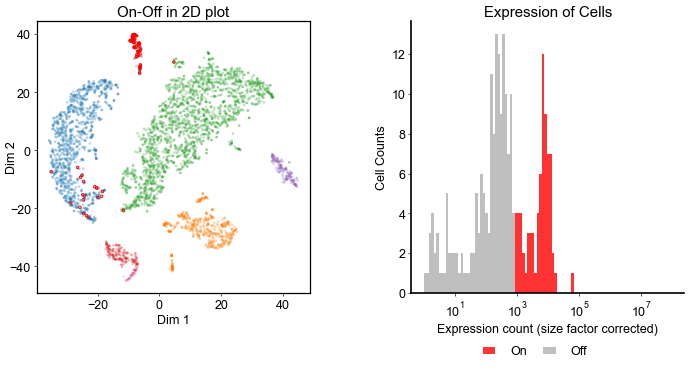 On-Off in 2D plot
40
20
0
−20
−40
Dim 2
−20
0
20
40
Dim 1
Expression of Cells
12
10
8
6
4
2
0
Cell Counts
10^1
10^3
10^5
10^7
Expression count (size factor corrected)
On
Off